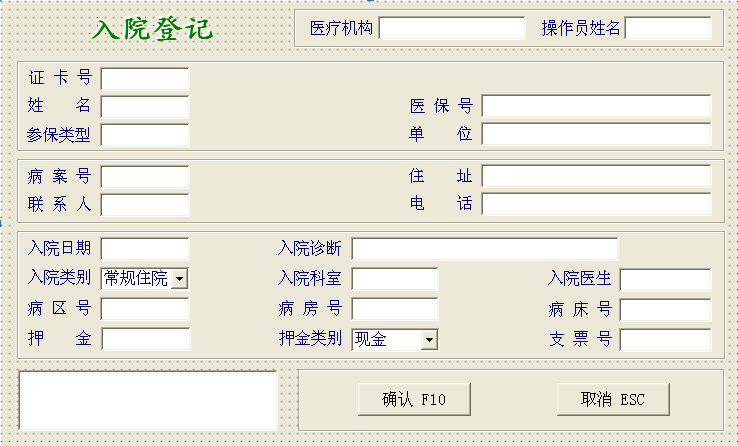 入院登记 医疗机构 操作员姓名
证 卡 号
姓 名 医 保 号
参保类型 单 位
病 案 号 住 址
联 系 人 电 话
入院日期 入院诊断
入院类别 常规住院 入院科室 入院医生
病 区 号 病 房 号 病 床 号
押 金 押金类别 现金 支 票 号
确认 F10 取消 ESC